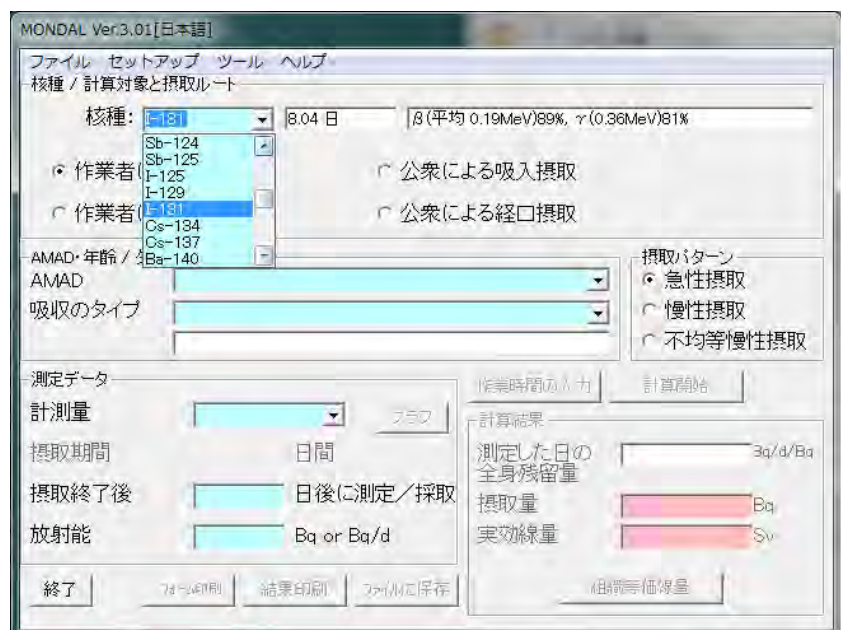 MONDAL Ver.3.01[日本語]
ファイル セットアップ ツール ヘルプ
核種 / 計算対象と摂取ルート
核種: I-131 8.04 日 β(平均 0.19MeV)89%, γ(0.36MeV)81%
Sb-124
Sb-125
I-125
I-129
I-131
Cs-134
Cs-137
Ba-140
作業者 公衆による吸入摂取
作業者 公衆による経口摂取
AMAD・年齢 /
AMAD
吸収のタイプ
摂取パターン
急性摂取
慢性摂取
不均等慢性摂取
測定データ
計測量 グラフ
摂取期間 日間
摂取終了後 日後に測定/採取
放射能 Bq or Bq/d
作業時間の入力 計算開始
計算結果
測定した日の Bq/d/Bq
全身残留量
摂取量 Bq
実効線量 Sv
組織等価線量
終了 フォーム印刷 結果印刷 ファイルに保存